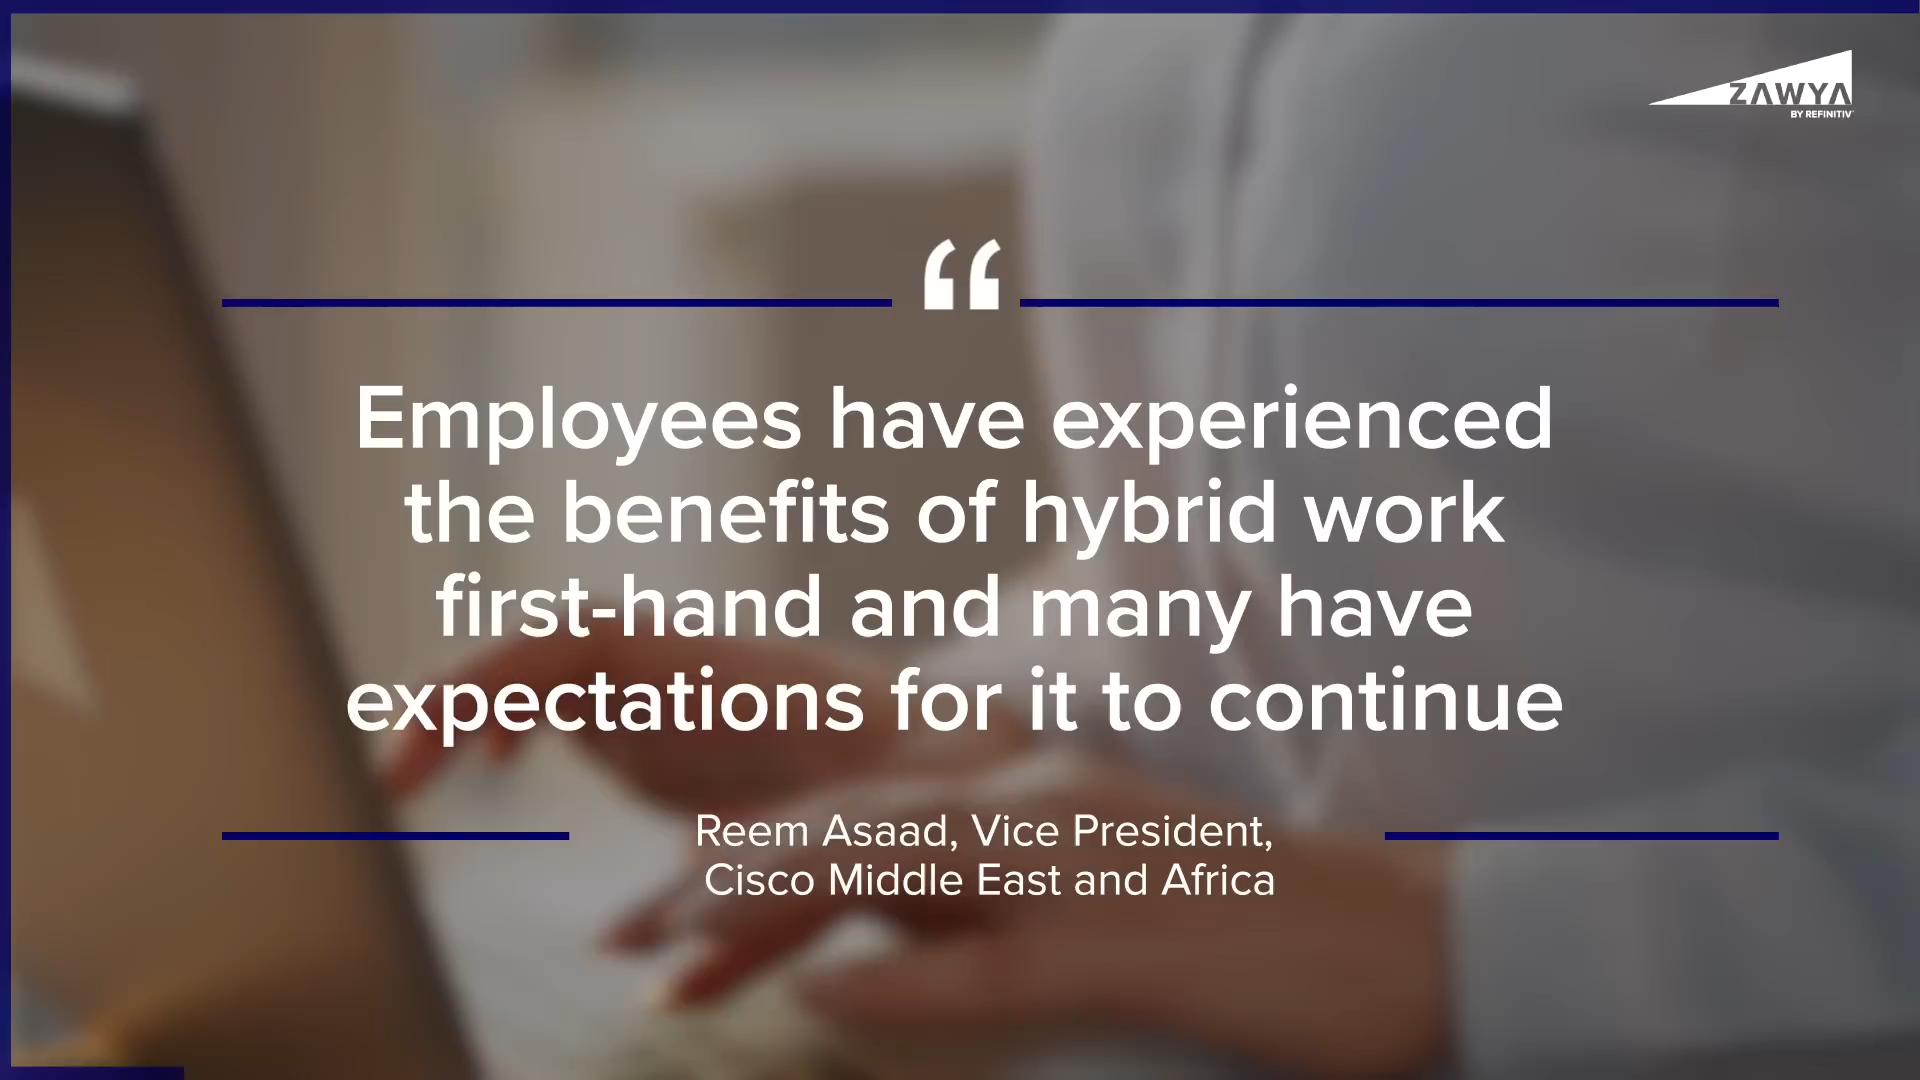 ZAWYA
BY REFINITIV
“
Employees have experienced
the benefits of hybrid work
first-hand and many have
expectations for it to continue
Reem Asaad, Vice President,
Cisco Middle East and Africa